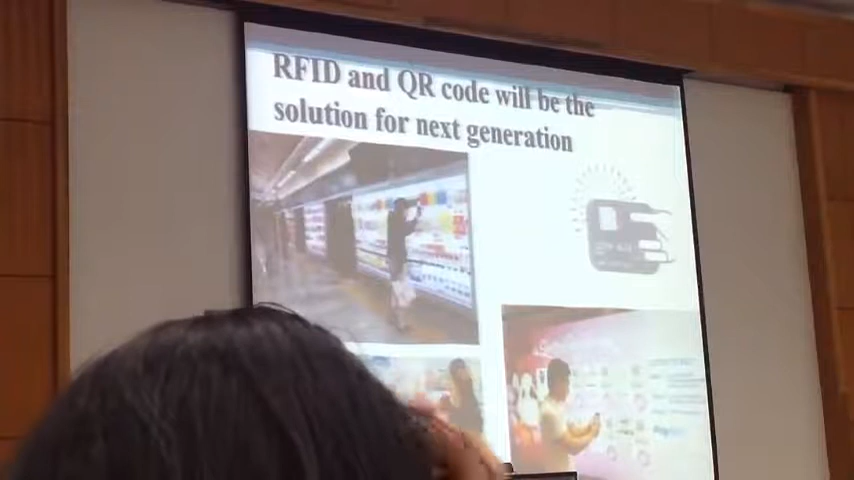 RFID and QR code will be the
solution for next generation